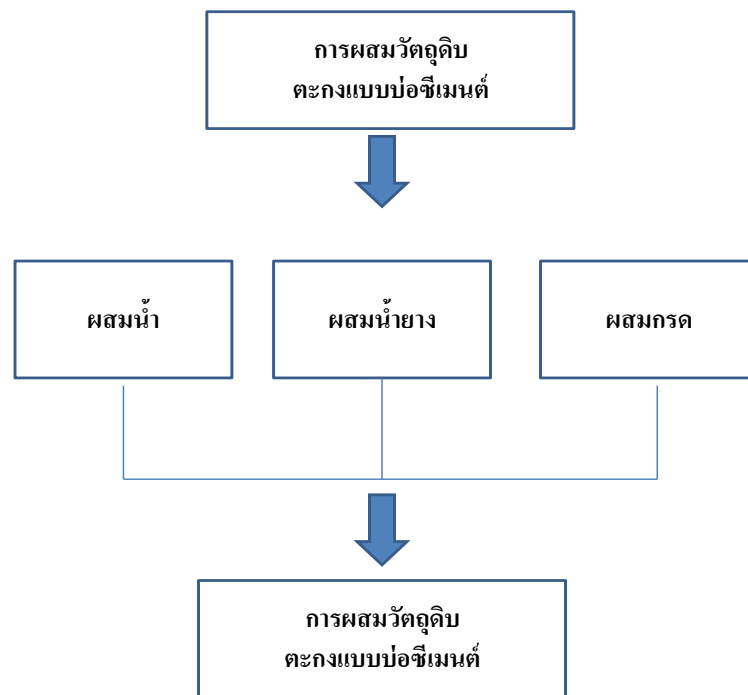 การผสมวัตถุดิบ
ตะกงแบบบ่อซีเมนต์
ผสมน้ำ
ผสมน้ำยาง
ผสมกรด
การผสมวัตถุดิบ
ตะกงแบบบ่อซีเมนต์